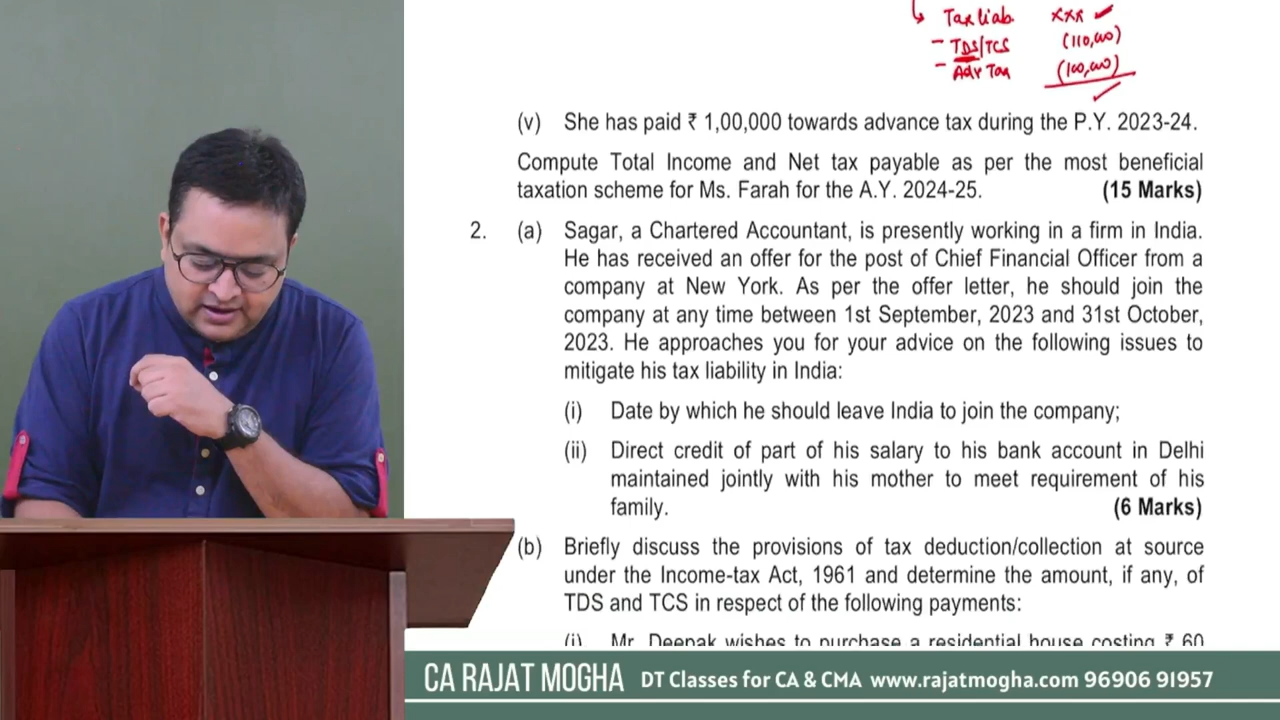 Tax liab. xxx
- TDS/TCS (110,000)
- Adv Tax (100,000)
(v) She has paid ₹ 1,00,000 towards advance tax during the P.Y. 2023-24.
Compute Total Income and Net tax payable as per the most beneficial
taxation scheme for Ms. Farah for the A.Y. 2024-25. (15 Marks)
2. (a) Sagar, a Chartered Accountant, is presently working in a firm in India.
He has received an offer for the post of Chief Financial Officer from a
company at New York. As per the offer letter, he should join the
company at any time between 1st September, 2023 and 31st October,
2023. He approaches you for your advice on the following issues to
mitigate his tax liability in India:
(i) Date by which he should leave India to join the company;
(ii) Direct credit of part of his salary to his bank account in Delhi
maintained jointly with his mother to meet requirement of his
family. (6 Marks)
(b) Briefly discuss the provisions of tax deduction/collection at source
under the Income-tax Act, 1961 and determine the amount, if any, of
TDS and TCS in respect of the following payments:
(i) Mr. Deepak wishes to purchase a residential house costing ₹ 60
CA RAJAT MOGHA DT Classes for CA & CMA www.rajatmogha.com 96906 91957